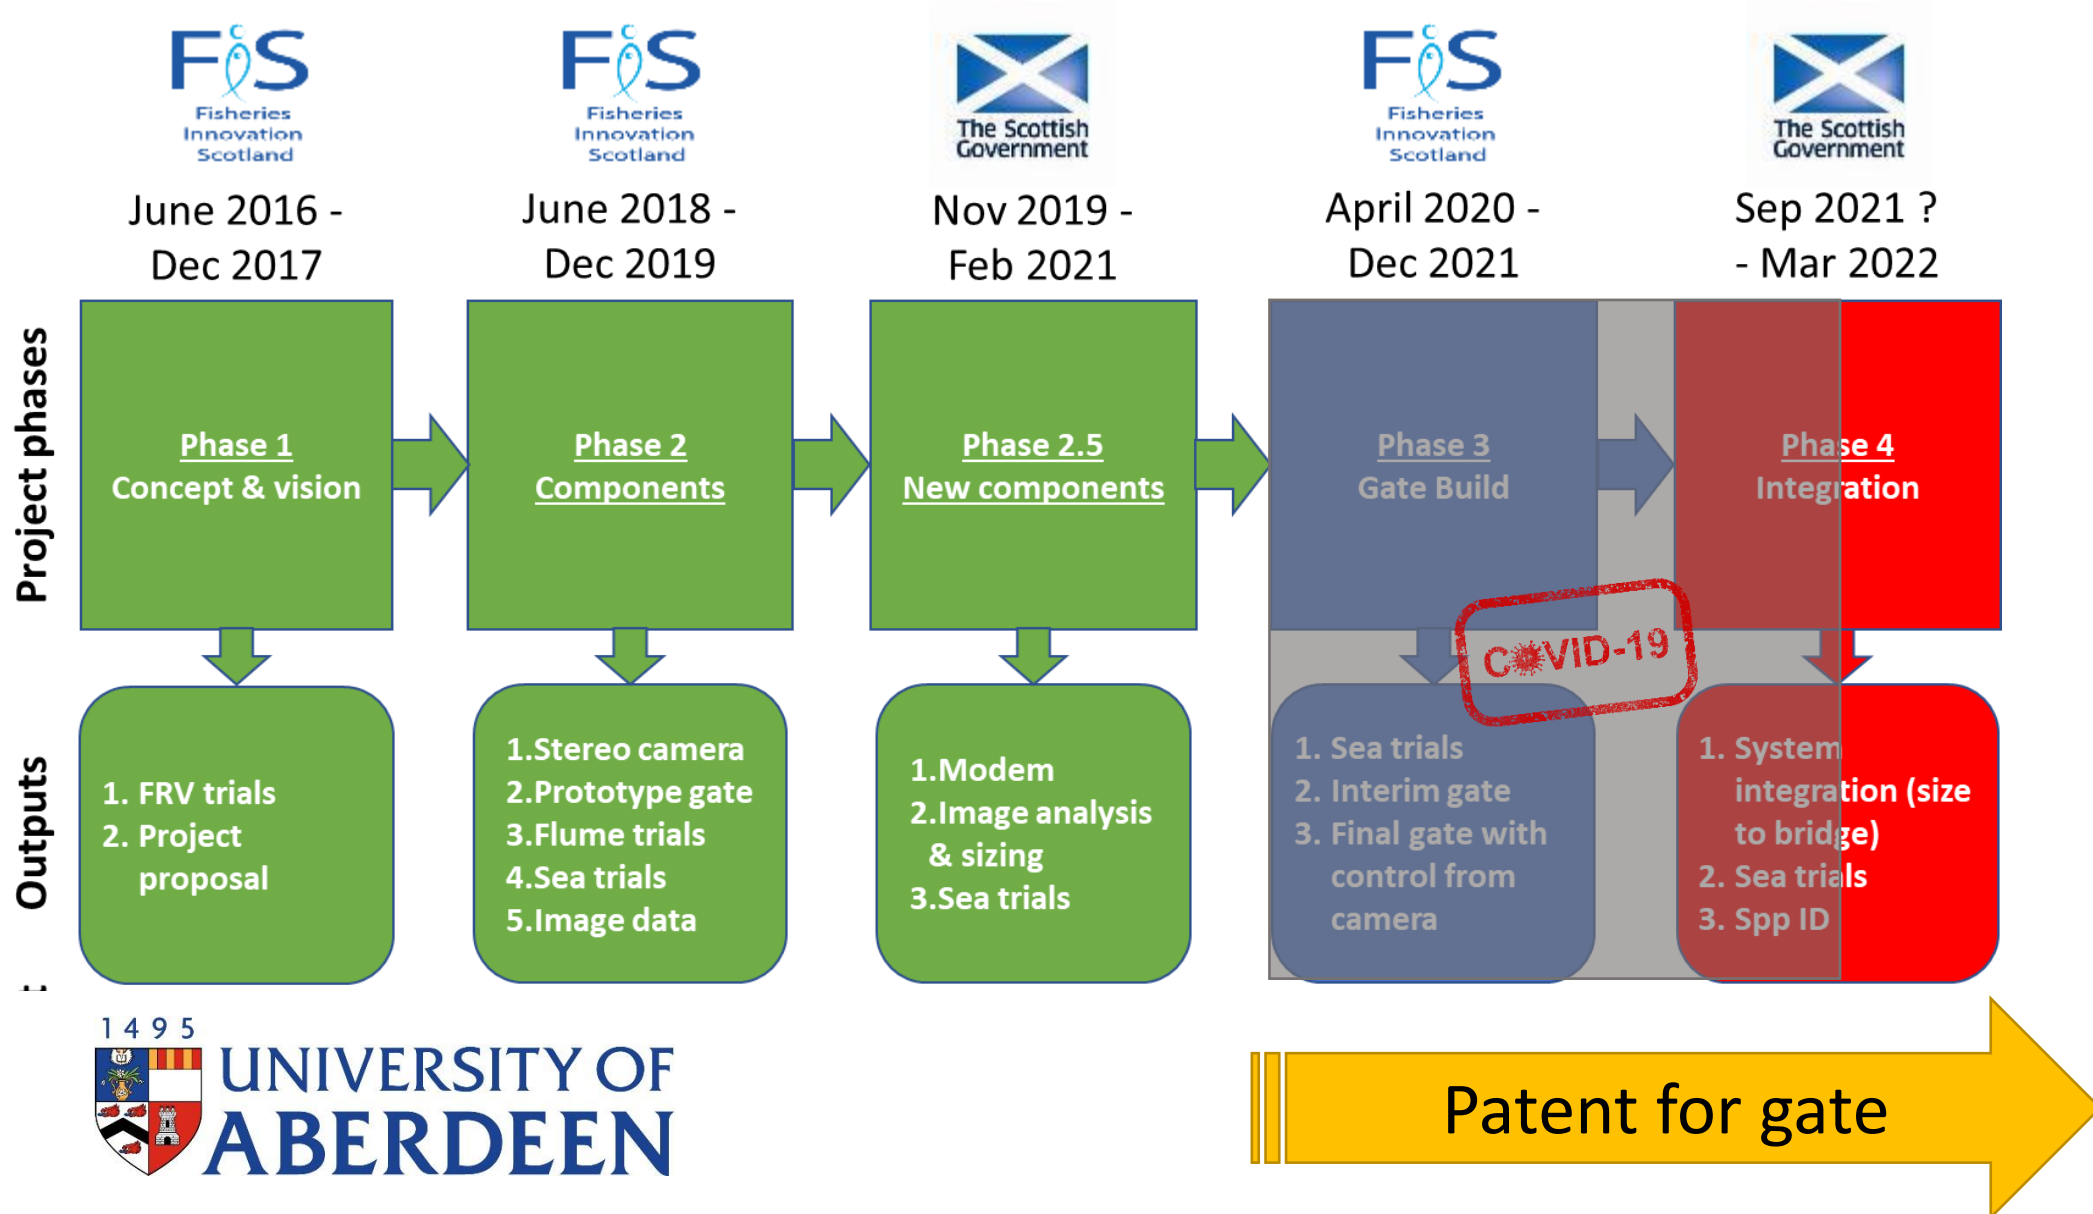 FiS
Fisheries
Innovation
Scotland
FiS
Fisheries
Innovation
Scotland
The Scottish
Government
FiS
Fisheries
Innovation
Scotland
The Scottish
Government
June 2016 -
Dec 2017
June 2018 -
Dec 2019
Nov 2019 -
Feb 2021
April 2020 -
Dec 2021
Sep 2021 ?
- Mar 2022
Project phases
Phase 1
Concept & vision
Phase 2
Components
Phase 2.5
New components
Phase 3
Gate Build
Phase 4
Integration
COVID-19
Outputs
1. FRV trials
2. Project
proposal
1.Stereo camera
2.Prototype gate
3.Flume trials
4.Sea trials
5.Image data
1.Modem
2.Image analysis
& sizing
3.Sea trials
1. Sea trials
2. Interim gate
3. Final gate with
control from
camera
1. System
integration (size
to bridge)
2. Sea trials
3. Spp ID
1495
UNIVERSITY OF
ABERDEEN
Patent for gate